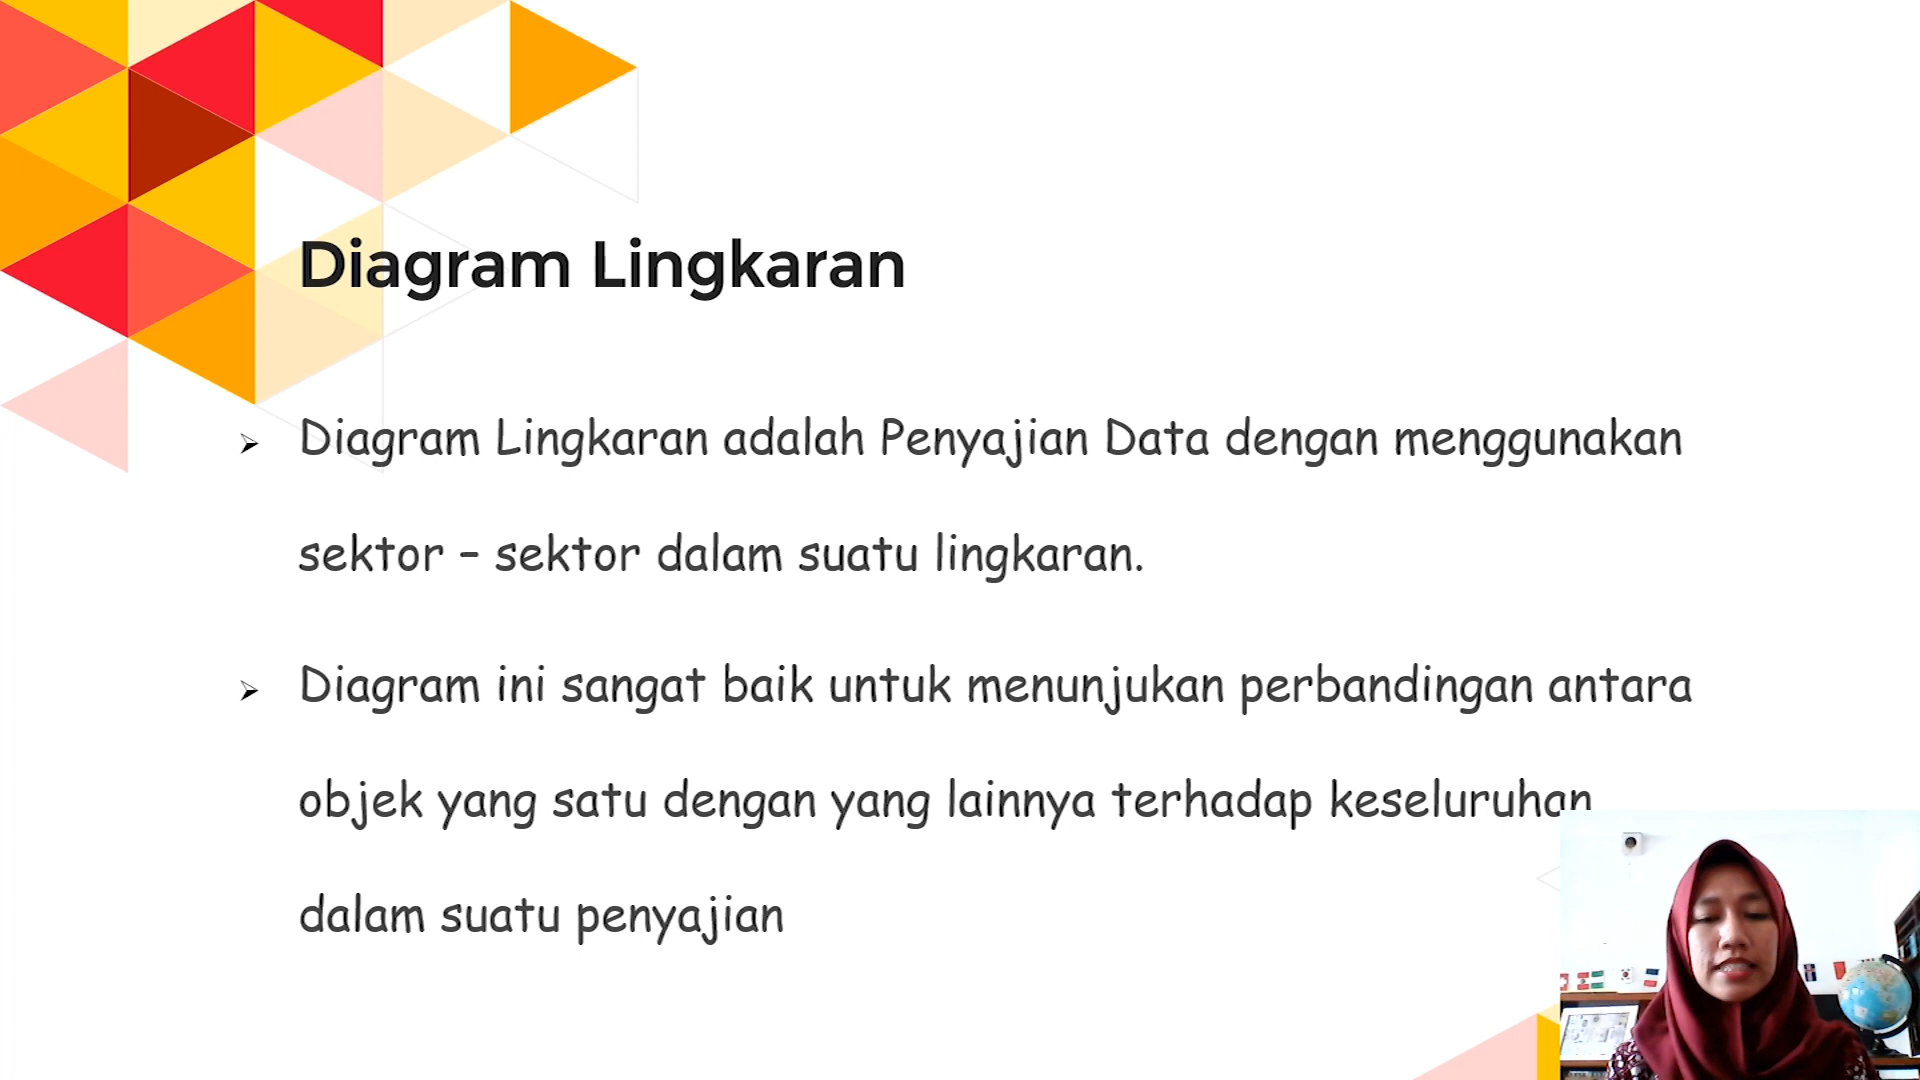 Diagram Lingkaran
Diagram Lingkaran adalah Penyajian Data dengan menggunakan
sektor – sektor dalam suatu lingkaran.
Diagram ini sangat baik untuk menunjukan perbandingan antara
objek yang satu dengan yang lainnya terhadap keseluruhan
dalam suatu penyajian